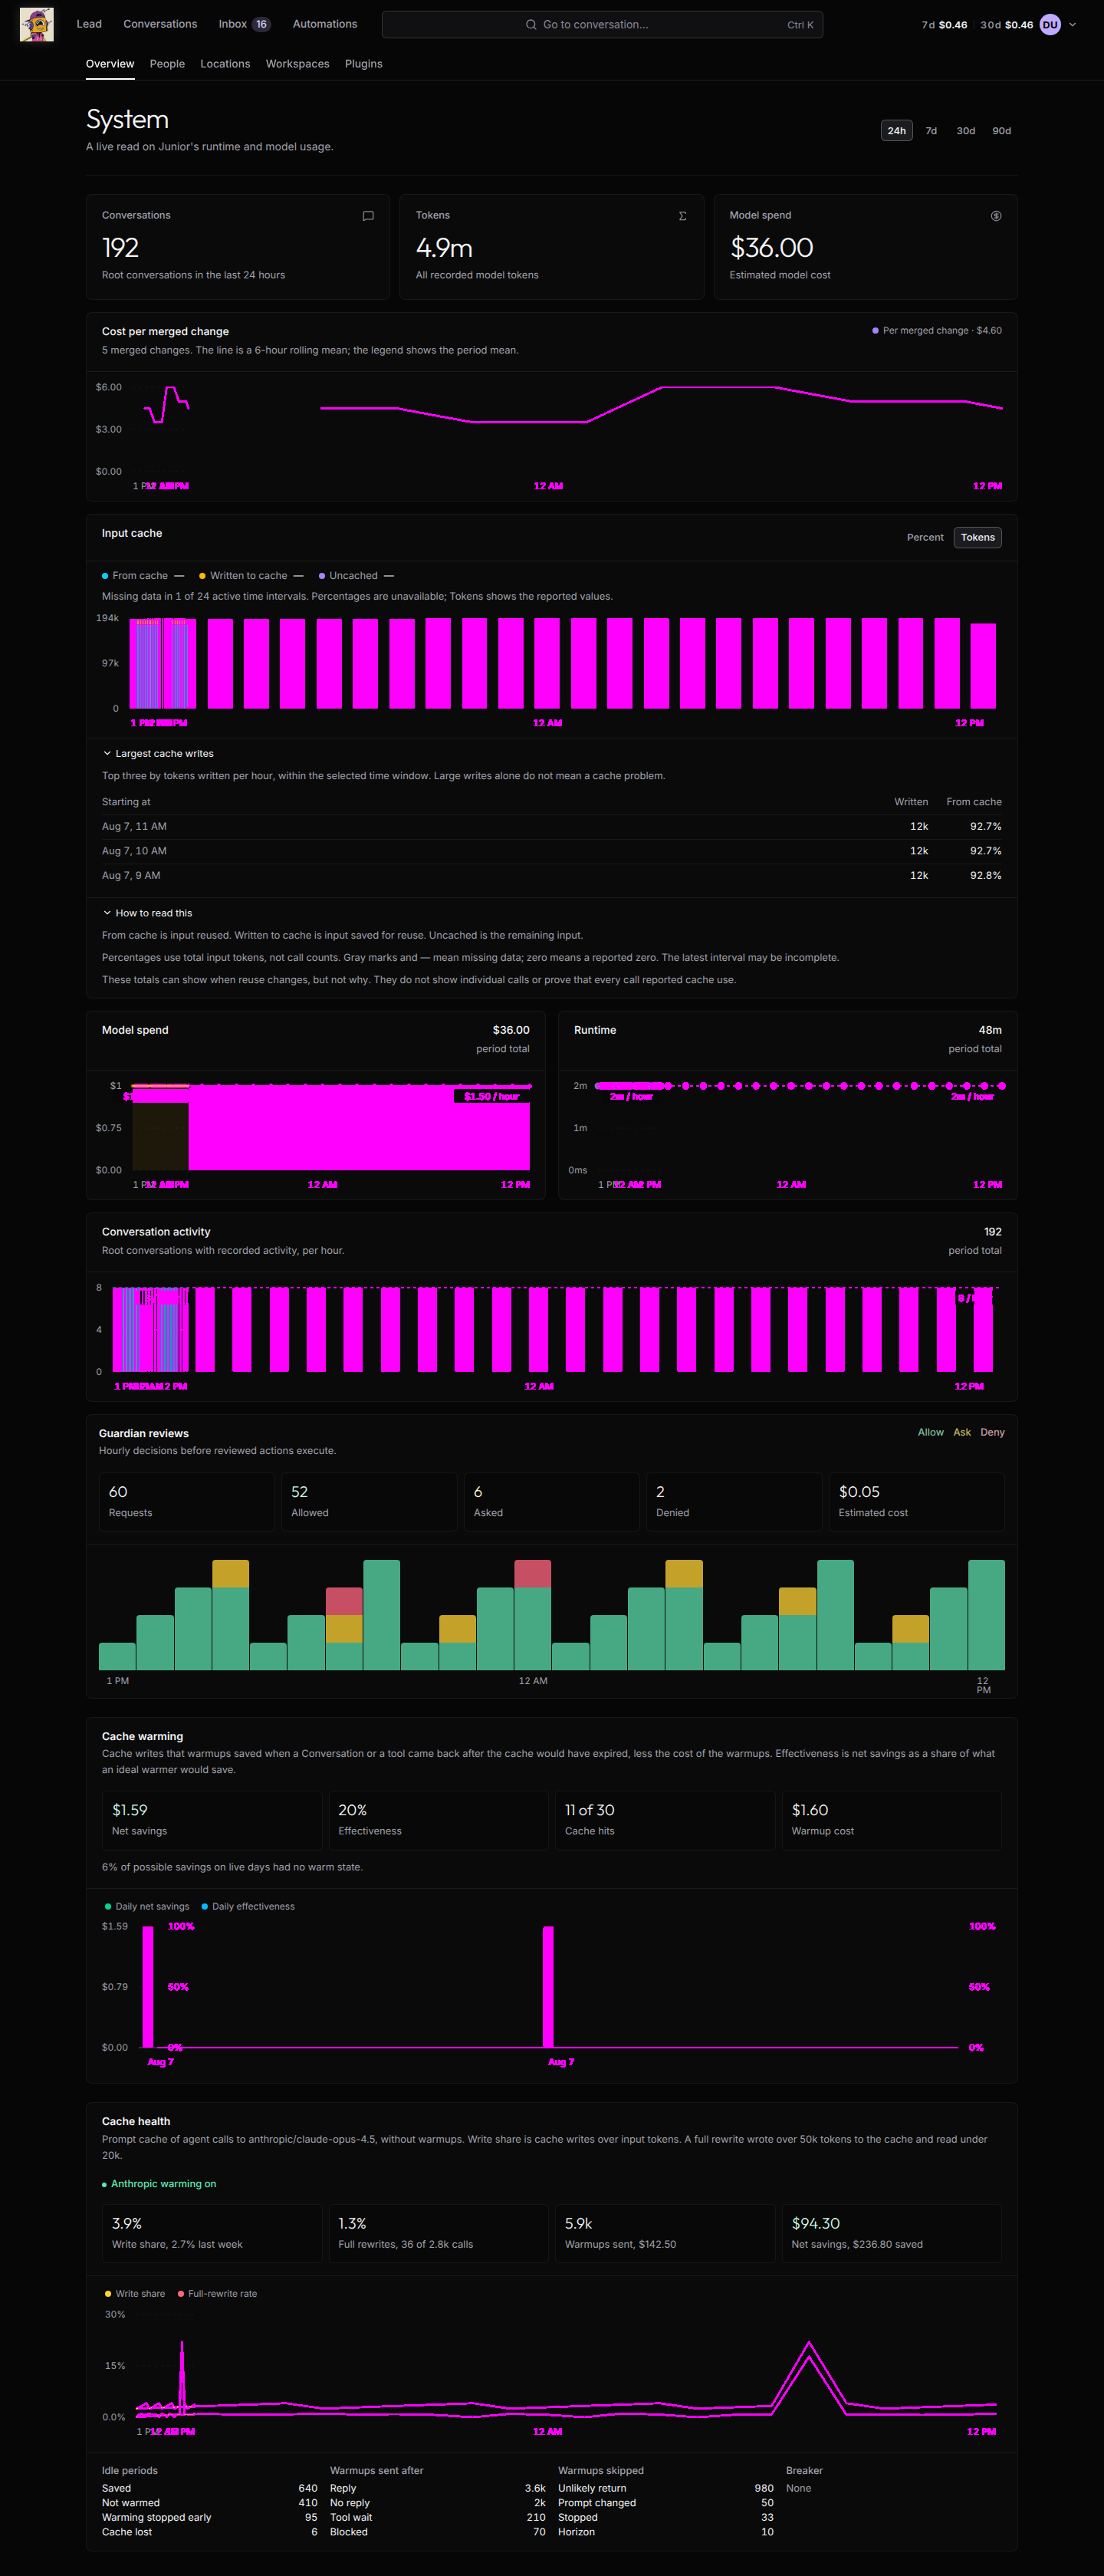 Lead Conversations Inbox 16 Automations Go to conversation... Ctrl K 7d $0.46 30d $0.46 DU
Overview People Locations Workspaces Plugins
System
A live read on Junior's runtime and model usage.
24h 7d 30d 90d
Conversations
192
Root conversations in the last 24 hours
Tokens
4.9m
All recorded model tokens
Model spend
$36.00
Estimated model cost
Cost per merged change
Per merged change · $4.60
5 merged changes. The line is a 6-hour rolling mean; the legend shows the period mean.
$6.00
$3.00
$0.00
12 AM 12 PM
Input cache
Percent Tokens
From cache — Written to cache — Uncached —
Missing data in 1 of 24 active time intervals. Percentages are unavailable; Tokens shows the reported values.
194k
97k
0
12 AM 12 PM
Largest cache writes
Top three by tokens written per hour, within the selected time window. Large writes alone do not mean a cache problem.
Starting at Written From cache
Aug 7, 11 AM 12k 92.7%
Aug 7, 10 AM 12k 92.7%
Aug 7, 9 AM 12k 92.8%
How to read this
From cache is input reused. Written to cache is input saved for reuse. Uncached is the remaining input.
Percentages use total input tokens, not call counts. Gray marks and — mean missing data; zero means a reported zero. The latest interval may be incomplete.
These totals can show when reuse changes, but not why. They do not show individual calls or prove that every call reported cache use.
Model spend
$36.00
period total
$1
$1.50 / hour
$0.75
$0.00
12 AM 12 PM
Runtime
48m
period total
2m
2m / hour 2m / hour
1m
0ms
12 AM 12 PM
Conversation activity
192
Root conversations with recorded activity, per hour.
period total
8
4
0
12 AM 12 PM
Guardian reviews
Allow Ask Deny
Hourly decisions before reviewed actions execute.
60
Requests
52
Allowed
6
Asked
2
Denied
$0.05
Estimated cost
1 PM 12 AM 12
PM
Cache warming
Cache writes that warmups saved when a Conversation or a tool came back after the cache would have expired, less the cost of the warmups. Effectiveness is net savings as a share of what
an ideal warmer would save.
$1.59
Net savings
20%
Effectiveness
11 of 30
Cache hits
$1.60
Warmup cost
6% of possible savings on live days had no warm state.
Daily net savings Daily effectiveness
$1.59 100% 100%
$0.79 50% 50%
$0.00 0% 0%
Aug 7 Aug 7
Cache health
Prompt cache of agent calls to anthropic/claude-opus-4.5, without warmups. Write share is cache writes over input tokens. A full rewrite wrote over 50k tokens to the cache and read under
20k.
Anthropic warming on
3.9%
Write share, 2.7% last week
1.3%
Full rewrites, 36 of 2.8k calls
5.9k
Warmups sent, $142.50
$94.30
Net savings, $236.80 saved
Write share Full-rewrite rate
30%
15%
0.0%
12 AM 12 PM
Idle periods Warmups sent after Warmups skipped Breaker
Saved 640 Reply 3.6k Unlikely return 980 None
Not warmed 410 No reply 2k Prompt changed 50
Warming stopped early 95 Tool wait 210 Stopped 33
Cache lost 6 Blocked 70 Horizon 10